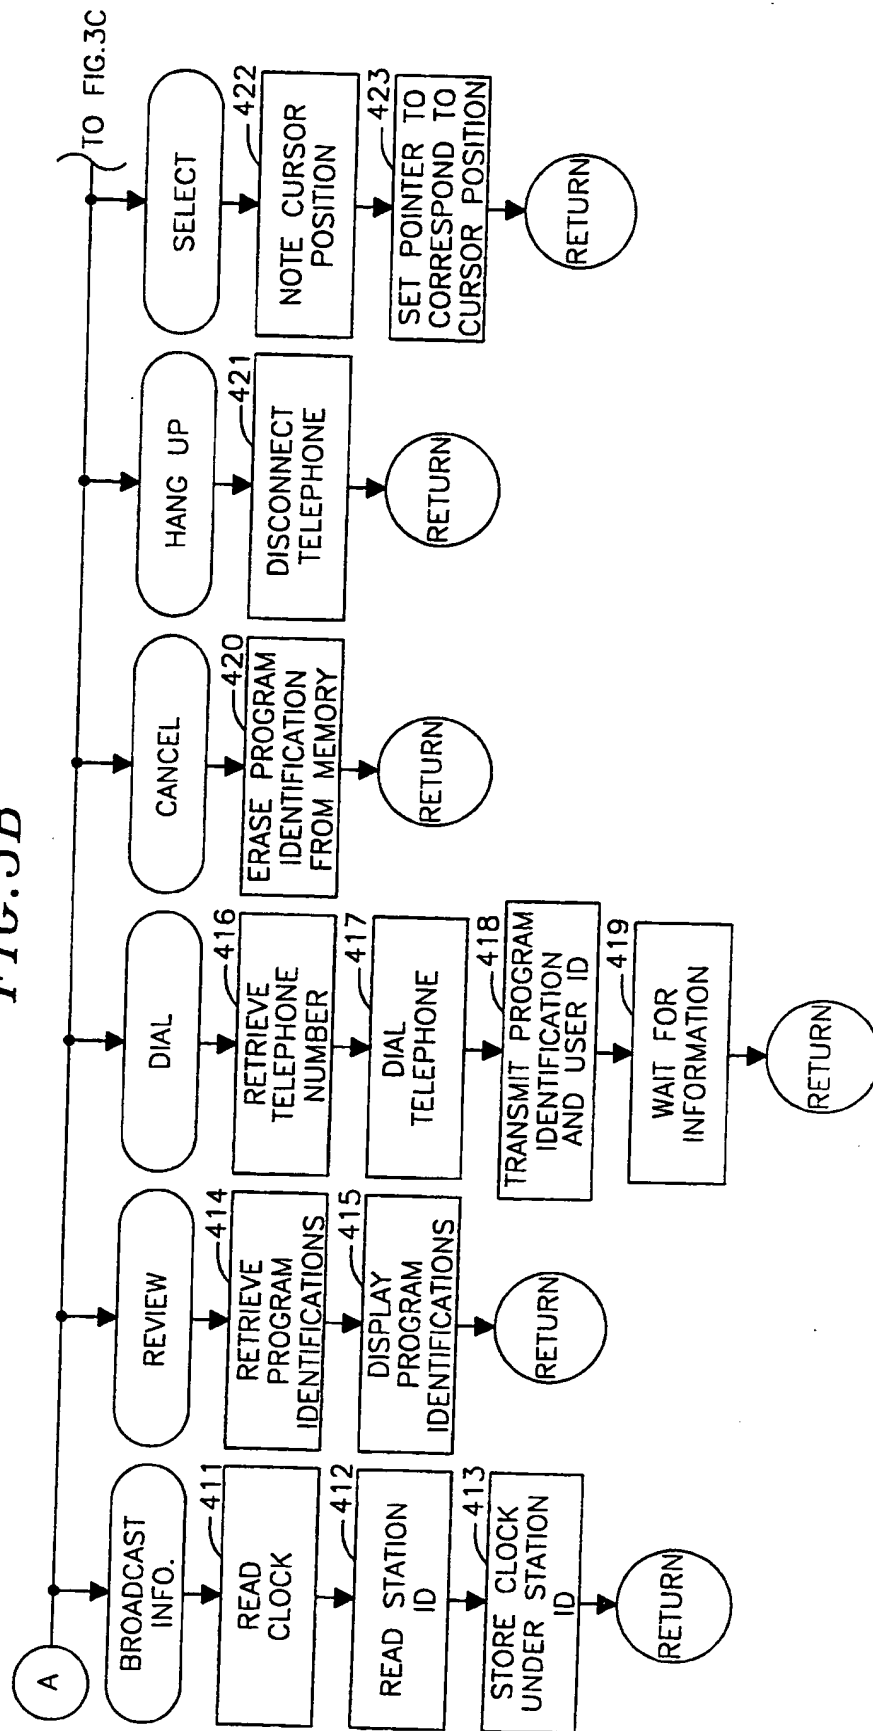 FIG.3B
A
TO FIG.3C
BROADCAST
INFO.
411
READ
CLOCK
412
READ STATION
ID
413
STORE CLOCK
UNDER STATION
ID
RETURN
REVIEW
414
RETRIEVE
PROGRAM
IDENTIFICATIONS
415
DISPLAY
PROGRAM
IDENTIFICATIONS
RETURN
DIAL
416
RETRIEVE
TELEPHONE
NUMBER
417
DIAL
TELEPHONE
418
TRANSMIT PROGRAM
IDENTIFICATION
AND USER ID
419
WAIT FOR
INFORMATION
RETURN
CANCEL
420
ERASE PROGRAM
IDENTIFICATION
FROM MEMORY
RETURN
HANG UP
421
DISCONNECT
TELEPHONE
RETURN
SELECT
422
NOTE CURSOR
POSITION
423
SET POINTER TO
CORRESPOND TO
CURSOR POSITION
RETURN